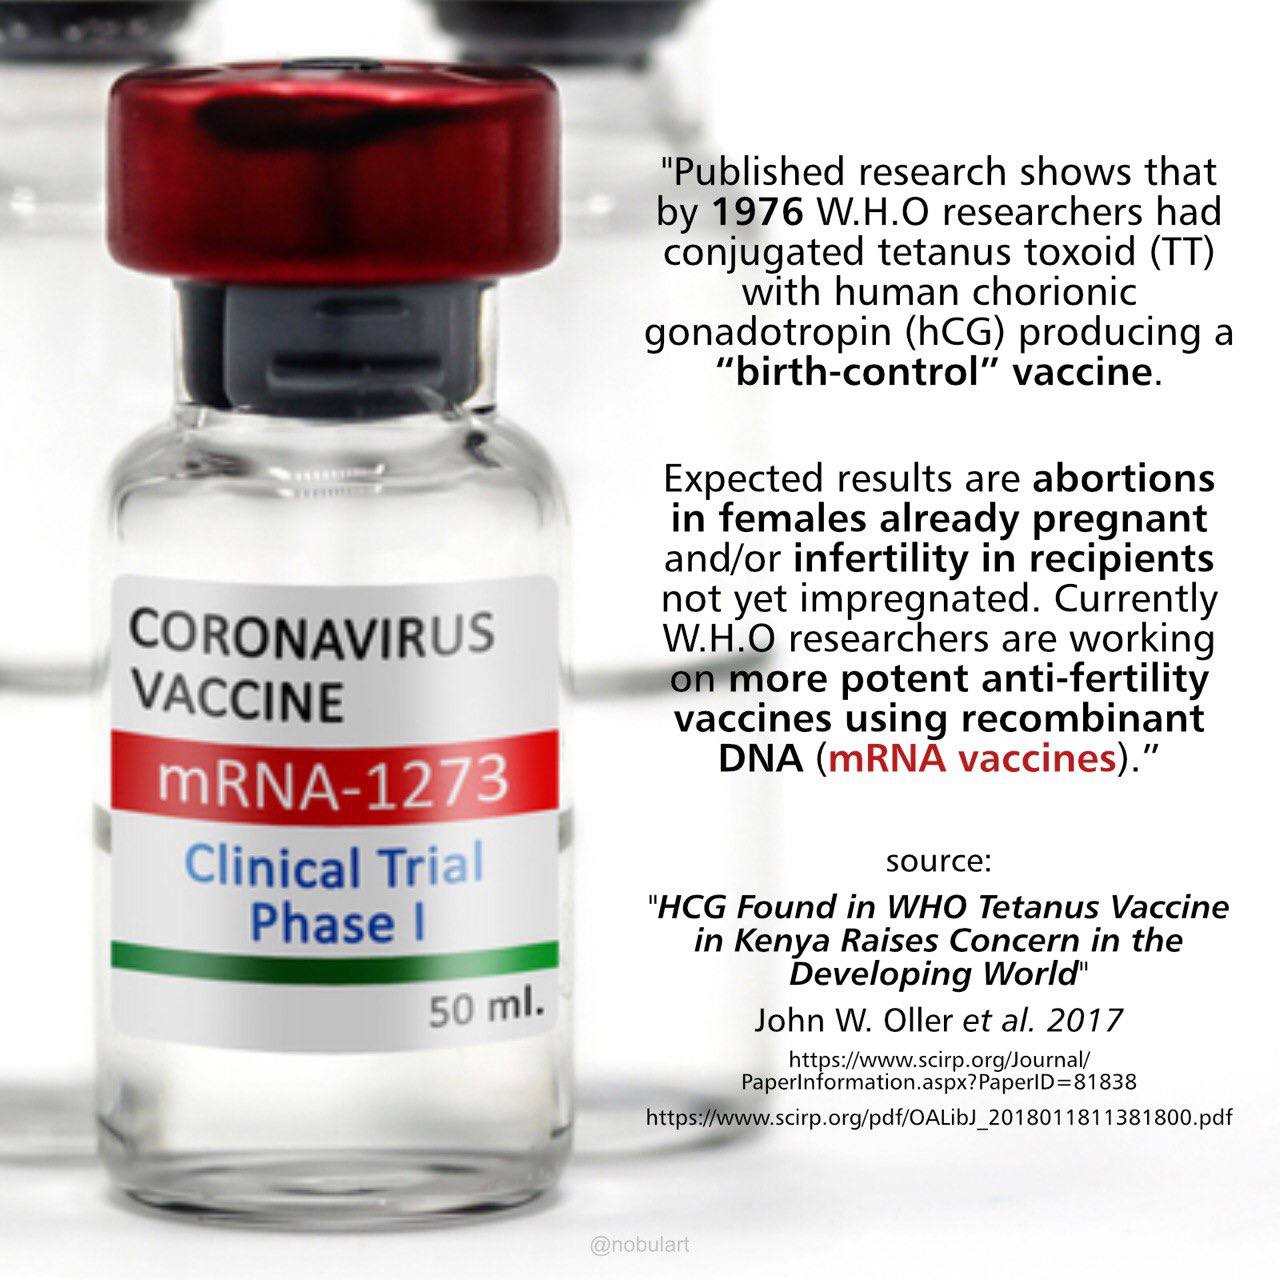 "Published research shows that
by 1976 W.H.O researchers had
conjugated tetanus toxoid (TT)
with human chorionic
gonadotropin (hCG) producing a
“birth-control” vaccine.
Expected results are abortions
in females already pregnant
and/or infertility in recipients
not yet impregnated. Currently
W.H.O researchers are working
on more potent anti-fertility
vaccines using recombinant
DNA (mRNA vaccines).”
source:
"HCG Found in WHO Tetanus Vaccine
in Kenya Raises Concern in the
Developing World"
John W. Oller et al. 2017
https://www.scirp.org/Journal/
PaperInformation.aspx?PaperID=81838
https://www.scirp.org/pdf/OALibJ_2018011811381800.pdf
CORONAVIRUS
VACCINE
mRNA-1273
Clinical Trial
Phase I
50 ml.
@nobulart